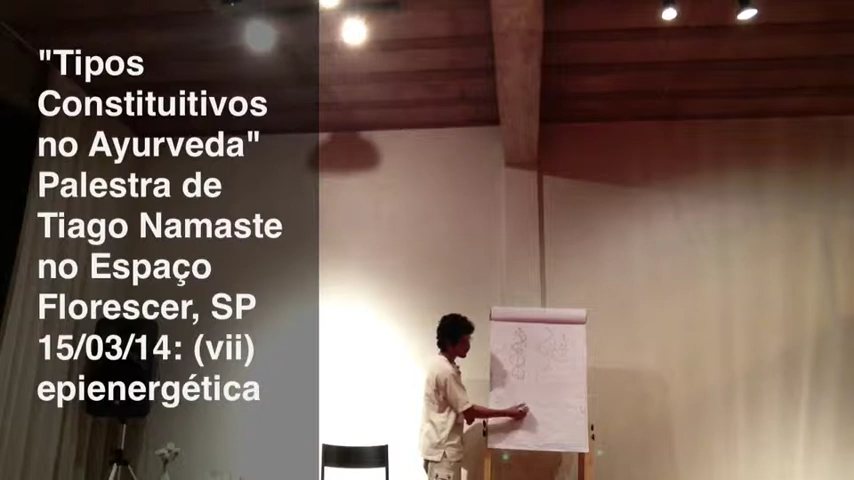 "Tipos
Constituitivos
no Ayurveda"
Palestra de
Tiago Namaste
no Espaço
Florescer, SP
15/03/14: (vii)
epienergética